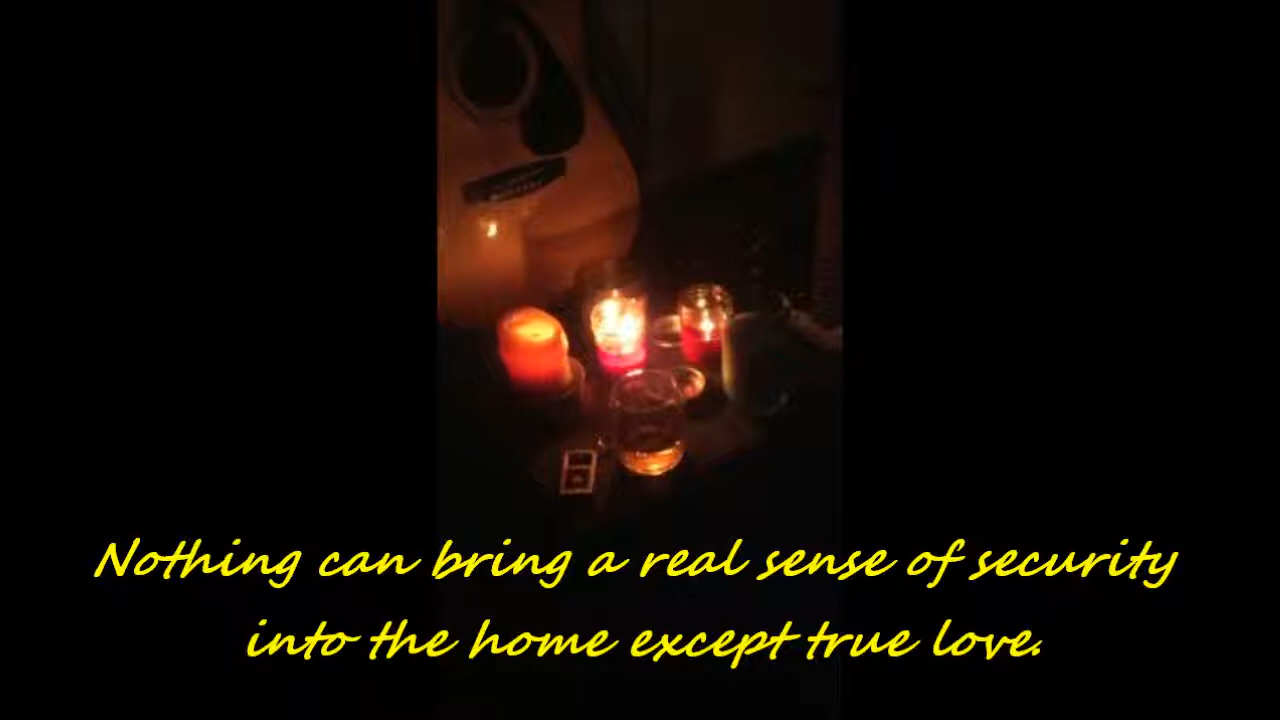 Nothing can bring a real sense of security
into the home except true love.